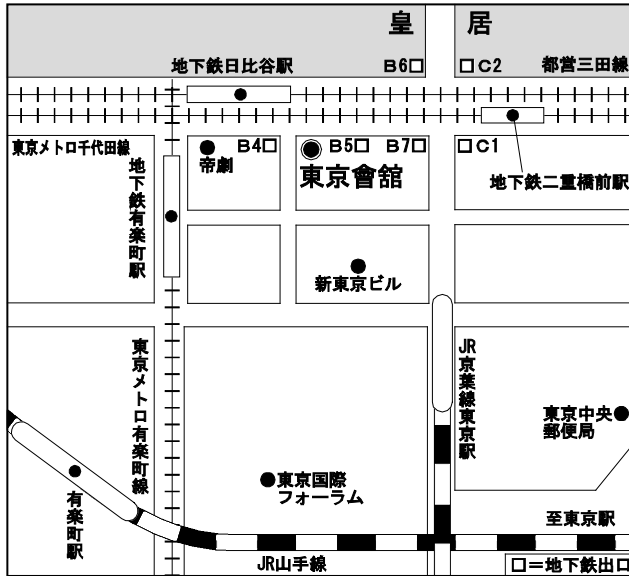 皇居
地下鉄日比谷駅
B6
C2
都営三田線
東京メトロ千代田線
帝劇
B4
B5
B7
C1
東京會舘
地下鉄二重橋前駅
地下鉄有楽町駅
新東京ビル
東京メトロ有楽町線
JR京葉線東京駅
東京中央
郵便局
有楽町駅
東京国際
フォーラム
至東京駅
JR山手線
□=地下鉄出口